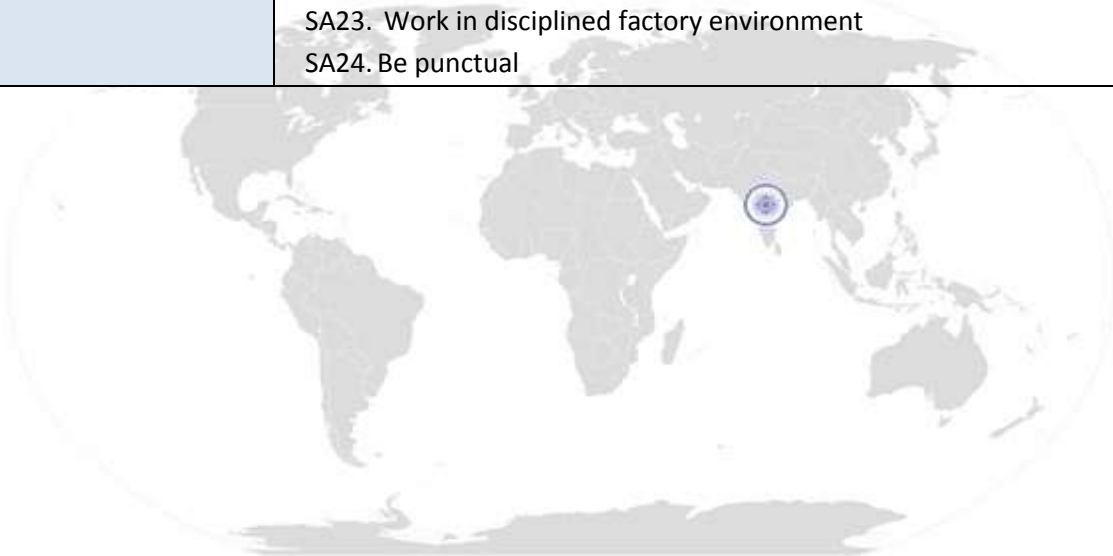 SA23. Work in disciplined factory environment
SA24. Be punctual